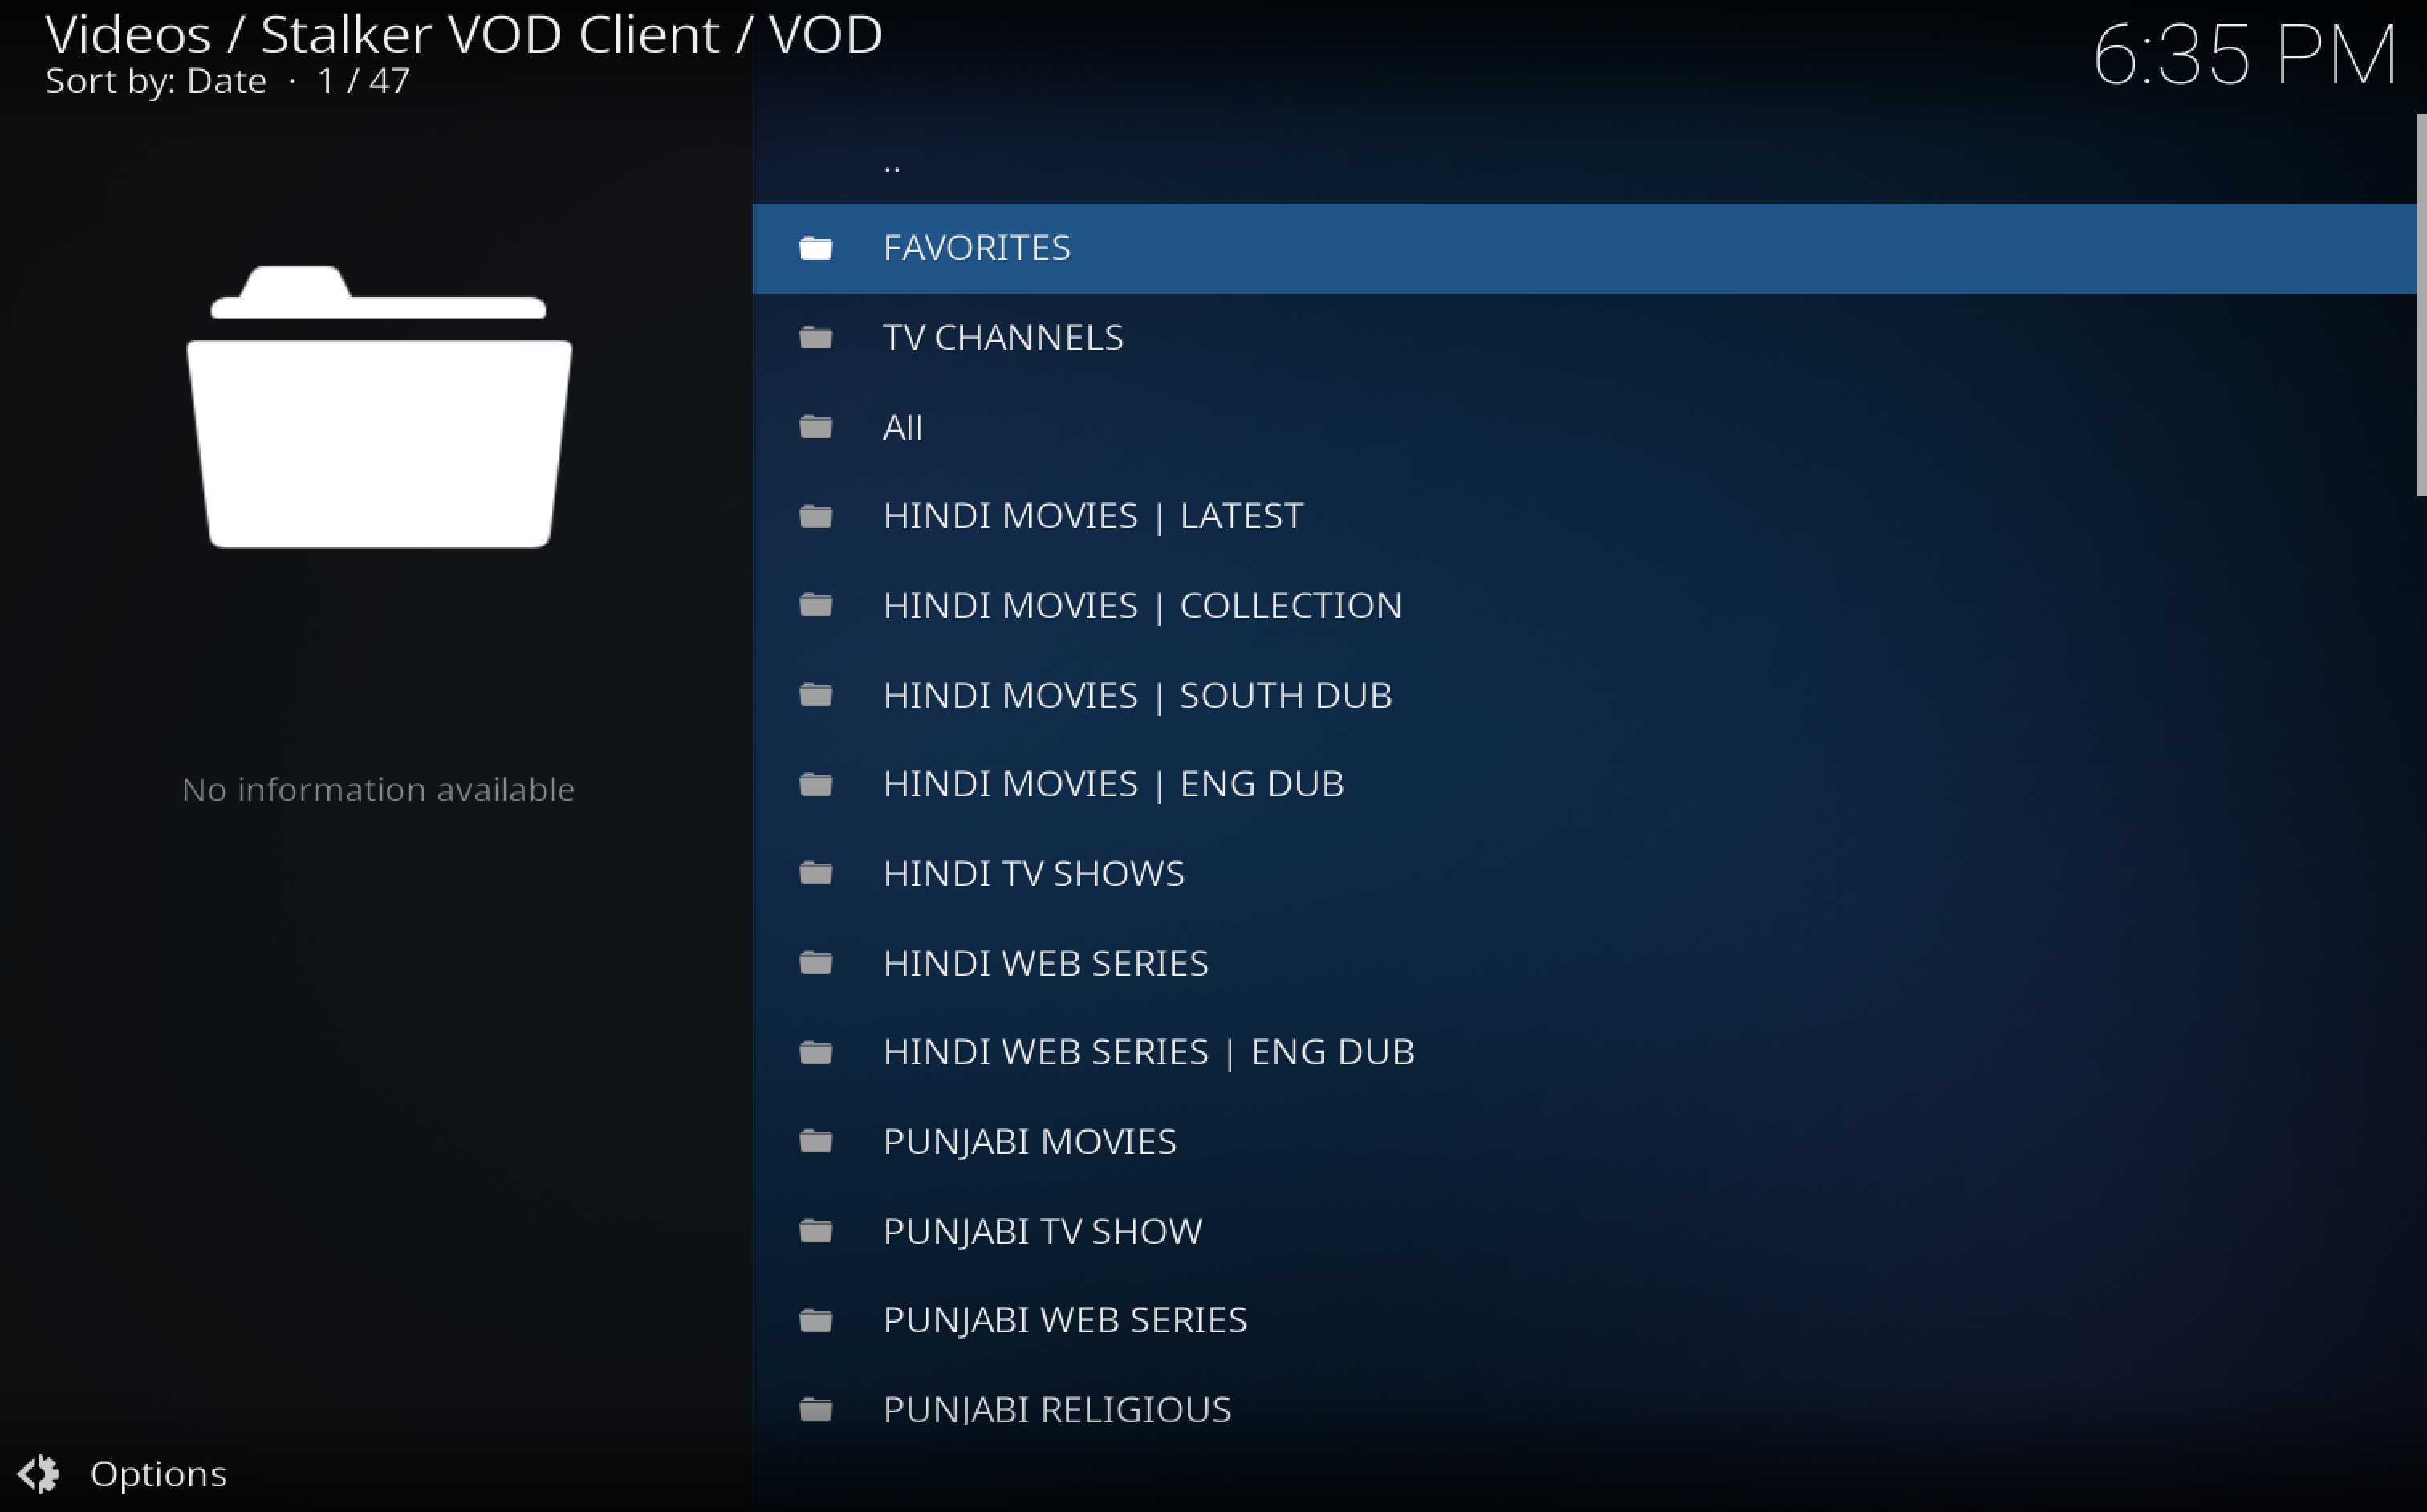 Videos / Stalker VOD Client / VOD
Sort by: Date · 1 / 47
6:35 PM
..
FAVORITES
TV CHANNELS
All
HINDI MOVIES | LATEST
HINDI MOVIES | COLLECTION
HINDI MOVIES | SOUTH DUB
HINDI MOVIES | ENG DUB
HINDI TV SHOWS
HINDI WEB SERIES
HINDI WEB SERIES | ENG DUB
PUNJABI MOVIES
PUNJABI TV SHOW
PUNJABI WEB SERIES
PUNJABI RELIGIOUS
No information available
Options